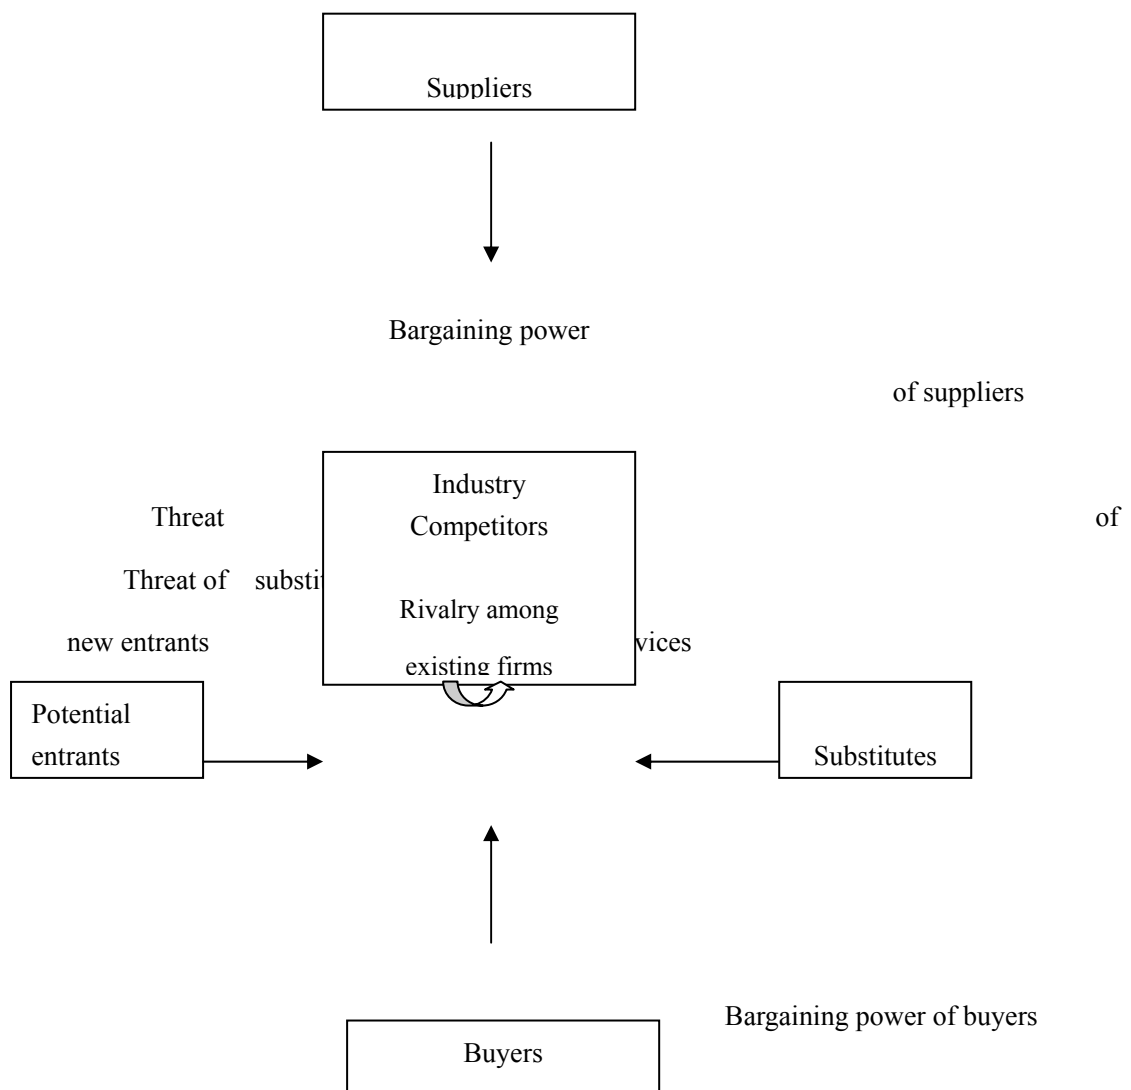 Suppliers
Bargaining power
of suppliers
Industry
Competitors
Threat of
Rivalry among
existing firms
Threat of
new entrants
Potential
entrants
Substitutes
Bargaining power of buyers
Buyers